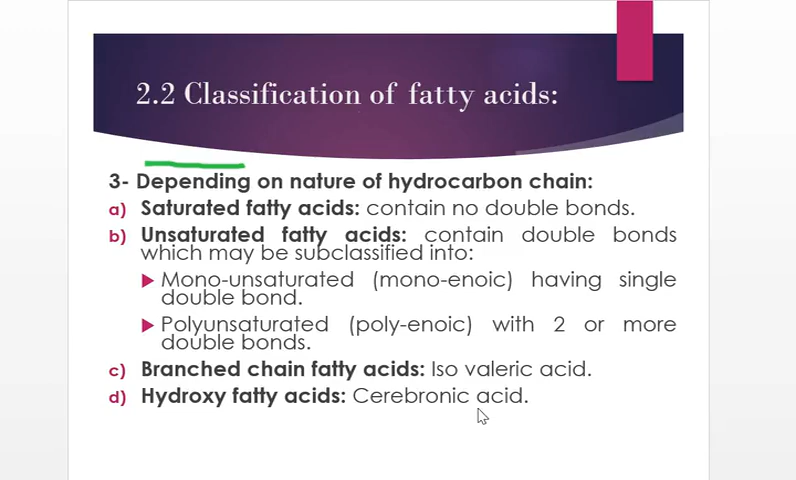 2.2 Classification of fatty acids:
3- Depending on nature of hydrocarbon chain:
a) Saturated fatty acids: contain no double bonds.
b) Unsaturated fatty acids: contain double bonds
which may be subclassified into:
Mono-unsaturated (mono-enoic) having single
double bond.
Polyunsaturated (poly-enoic) with 2 or more
double bonds.
c) Branched chain fatty acids: Iso valeric acid.
d) Hydroxy fatty acids: Cerebronic acid.